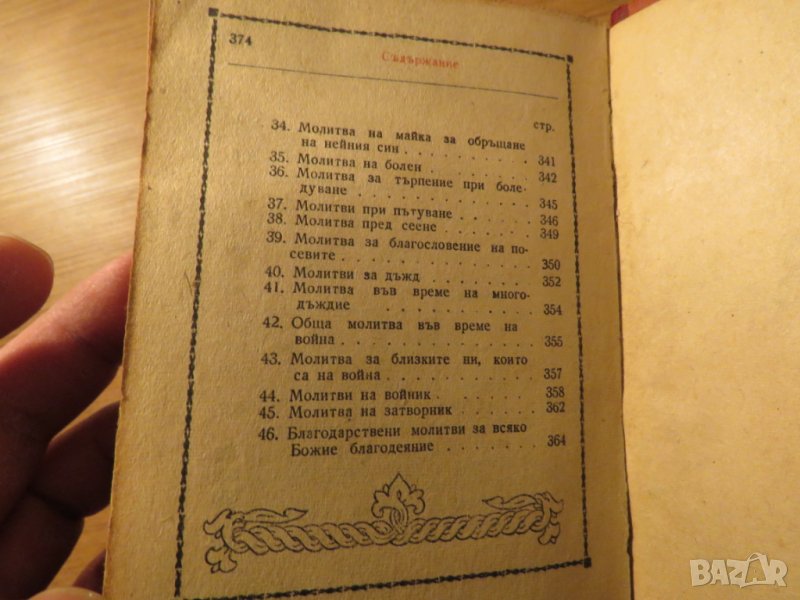 374
Съдържание
стр.
34. Молитва на майка за обръщане
на нейния син . . . . . . . . . 341
35. Молитва на болен . . . . . . . 342
36. Молитва за търпение при боле-
дуване . . . . . . . . . . . . 345
37. Молитви при пътуване . . . . . 346
38. Молитва пред сеене . . . . . . 349
39. Молитва за благословение на по-
севите . . . . . . . . . . . . 350
40. Молитви за дъжд . . . . . . . 352
41. Молитва във време на много-
дъждие . . . . . . . . . . . 354
42. Обща молитва във време на
война . . . . . . . . . . . . 355
43. Молитва за близките ни, които
са на война . . . . . . . . . 357
44. Молитви на войник . . . . . . 358
45. Молитва на затворник . . . . . 362
46. Благодарствени молитви за всяко
Божие благодеяние . . . . . . 364
BAZAR